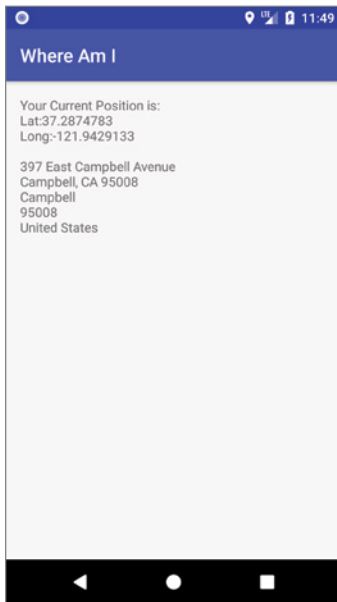 LTE 11:49
Where Am I
Your Current Position is:
Lat:37.2874783
Long:-121.9429133
397 East Campbell Avenue
Campbell, CA 95008
Campbell
95008
United States